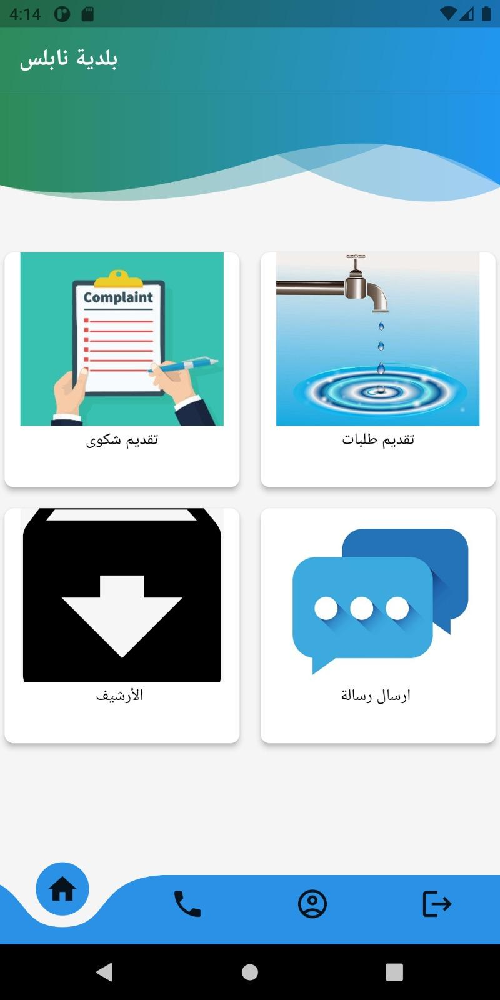 4:14
بلدية نابلس
Complaint
تقديم شكوى
تقديم طلبات
الأرشيف
ارسال رسالة